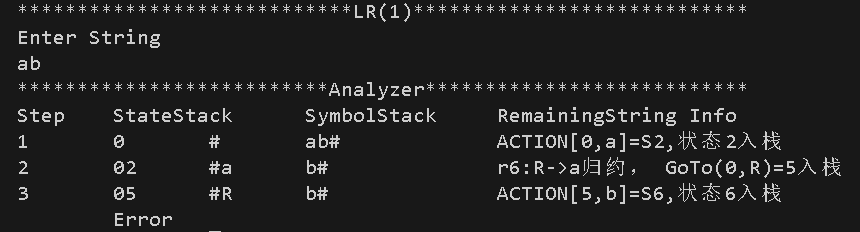 ****************************LR(1)****************************
Enter String
ab
**************************Analyzer***************************
Step    StateStack      SymbolStack     RemainingString Info
1       0       #       ab#             ACTION[0,a]=S2,状态2入栈
2       02      #a      b#              r6:R->a归约， GoTo(0,R)=5入栈
3       05      #R      b#              ACTION[5,b]=S6,状态6入栈
        Error   _